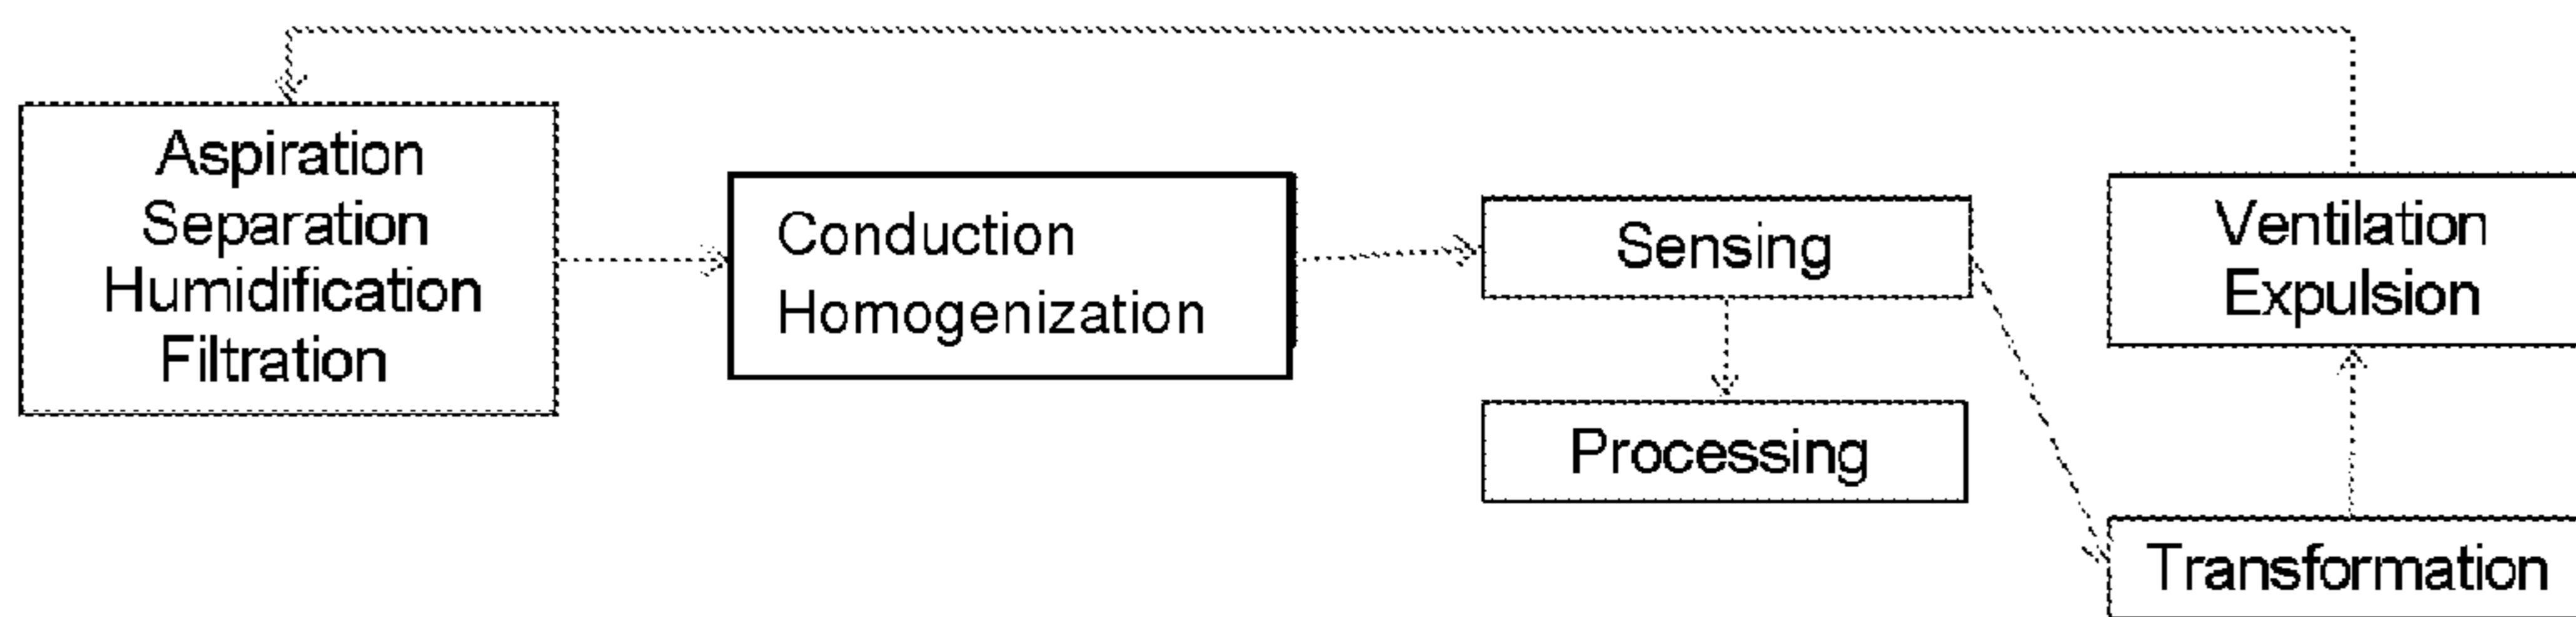 Aspiration
Separation
Humidification
Filtration
Conduction
Homogenization
Sensing
Processing
Ventilation
Expulsion
Transformation